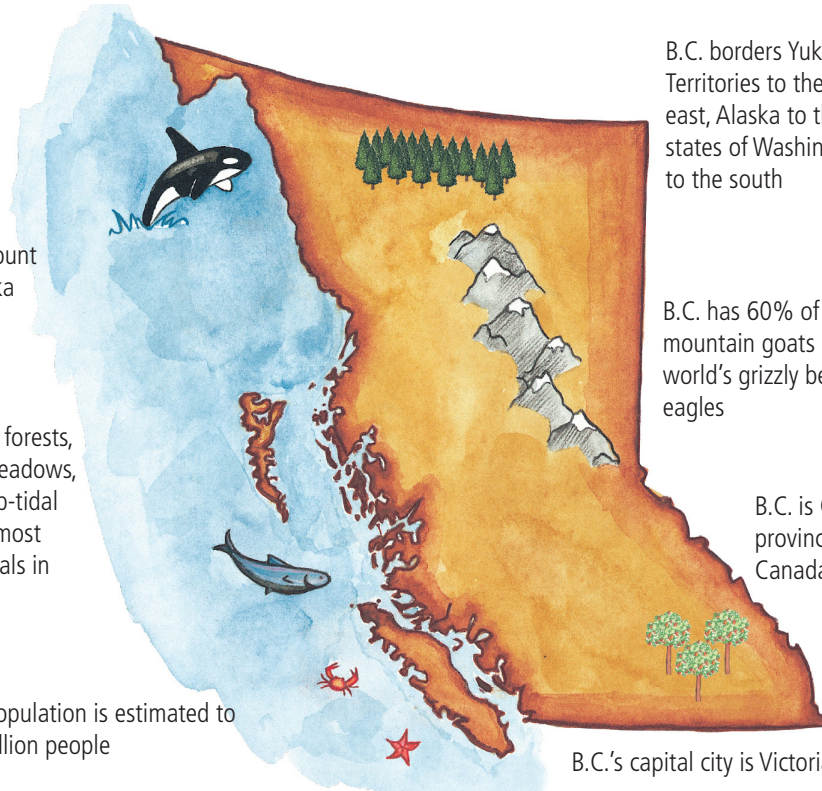 B.C. borders Yuk
Territories to the
east, Alaska to t
states of Washin
to the south
ount
ka
B.C. has 60% of
mountain goats
world's grizzly be
eagles
forests,
eadows,
o-tidal
most
als in
B.C. is
provinc
Canada
opulation is estimated to
llion people
B.C.'s capital city is Victoria